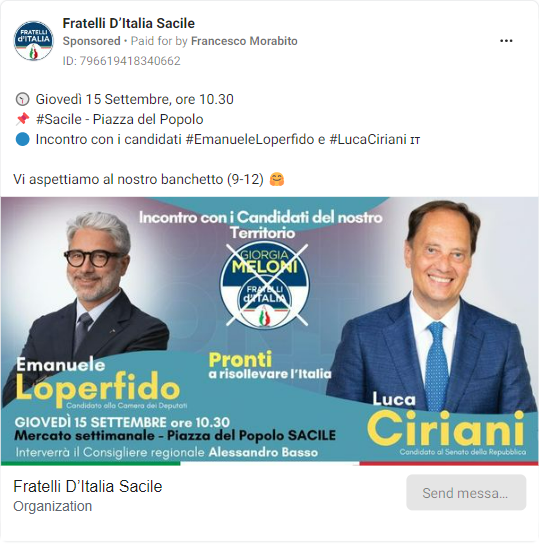 Fratelli D'Italia Sacile
Sponsored • Paid for by Francesco Morabito
ID: 796619418340662
Giovedì 15 Settembre, ore 10.30
#Sacile - Piazza del Popolo
Incontro con i candidati #EmanueleLoperfido e #LucaCiriani IT
Vi aspettiamo al nostro banchetto (9-12)
Incontro con i Candidati del nostro
Territorio
GIORGIA
MELONI
FRATELLI
d'ITALIA
Emanuele
Loperfido
Candidato alla Camera dei Deputati
Pronti
a risollevare l'Italia
Luca
Ciriani
Candidato al Senato della Repubblica
GIOVEDÌ 15 SETTEMBRE ore 10.30
Mercato settimanale - Piazza del Popolo SACILE
Interverrà il Consigliere regionale Alessandro Basso
Fratelli D'Italia Sacile
Organization
Send messa...